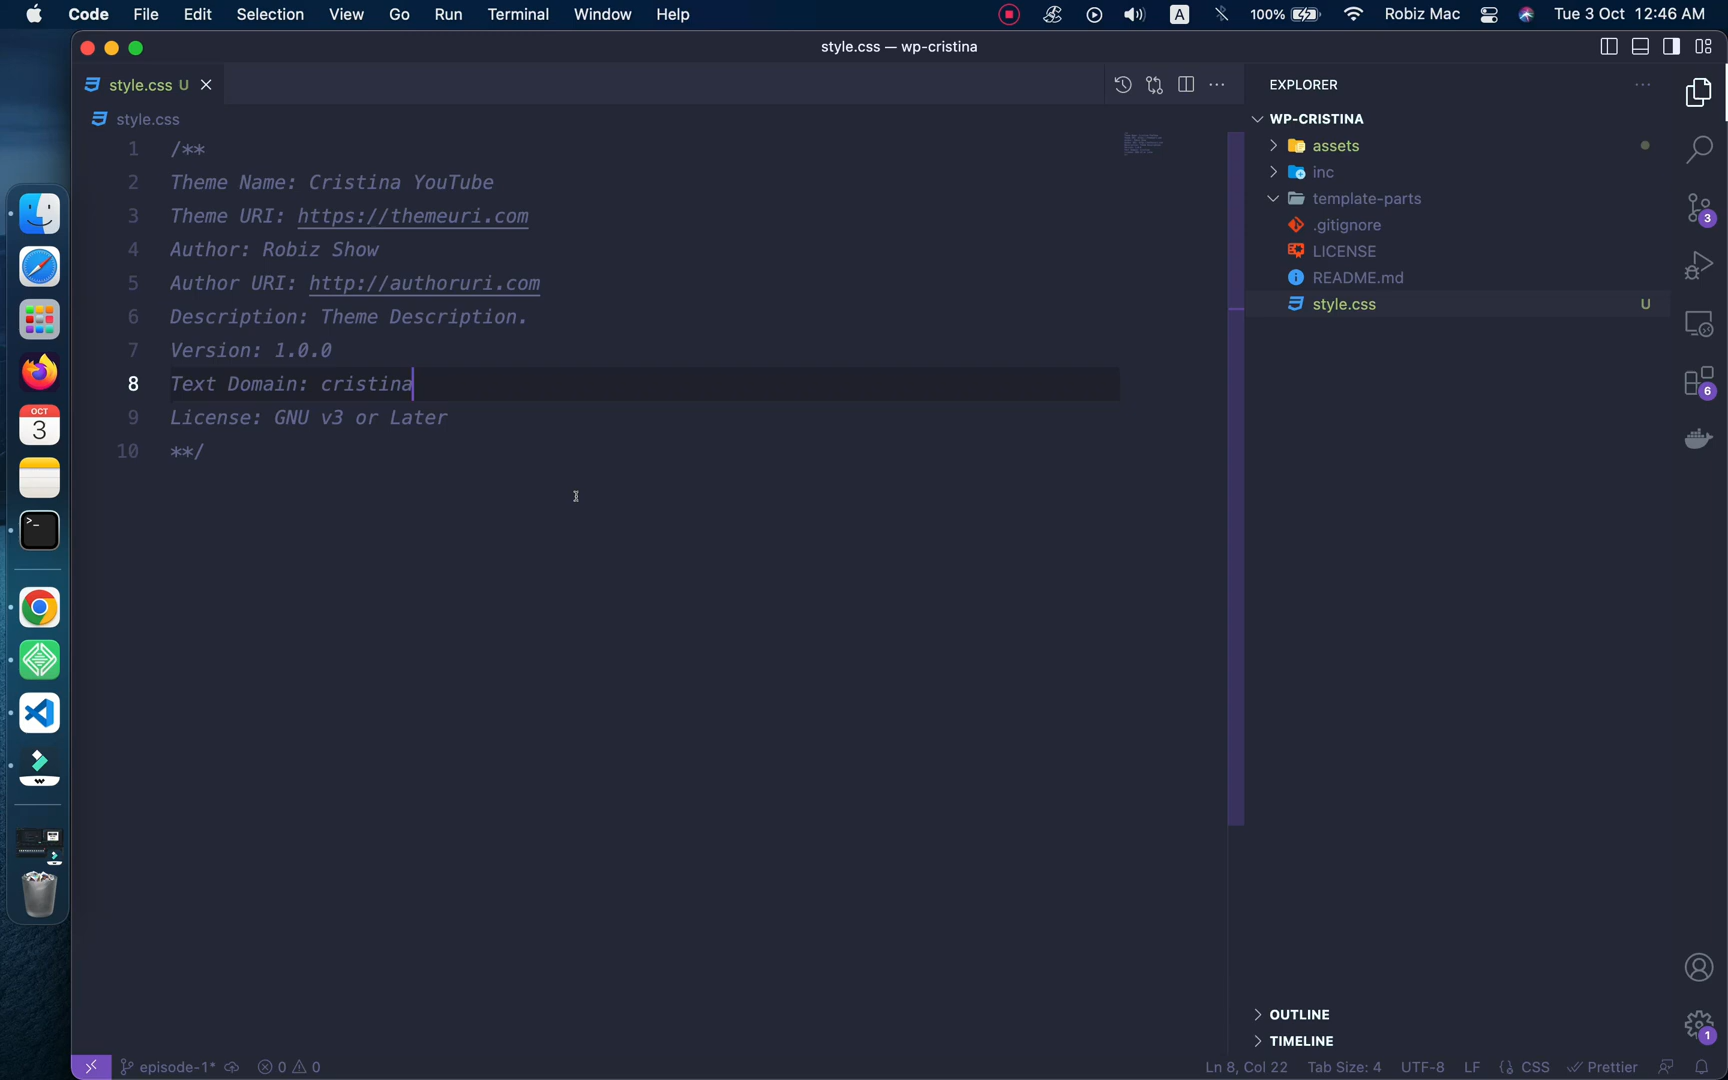 Code File Edit Selection View Go Run Terminal Window Help A 100% Robiz Mac Tue 3 Oct 12:46 AM
style.css — wp-cristina
style.css U
EXPLORER
style.css
WP-CRISTINA
assets
inc
template-parts
.gitignore
LICENSE
README.md
style.css U
1 /**
2 Theme Name: Cristina YouTube
3 Theme URI: https://themeuri.com
4 Author: Robiz Show
5 Author URI: http://authoruri.com
6 Description: Theme Description.
7 Version: 1.0.0
8 Text Domain: cristina
9 License: GNU v3 or Later
10 **/
3
6
OCT
3
OUTLINE
TIMELINE
1
episode-1* 0 0 Ln 8, Col 22 Tab Size: 4 UTF-8 LF CSS Prettier